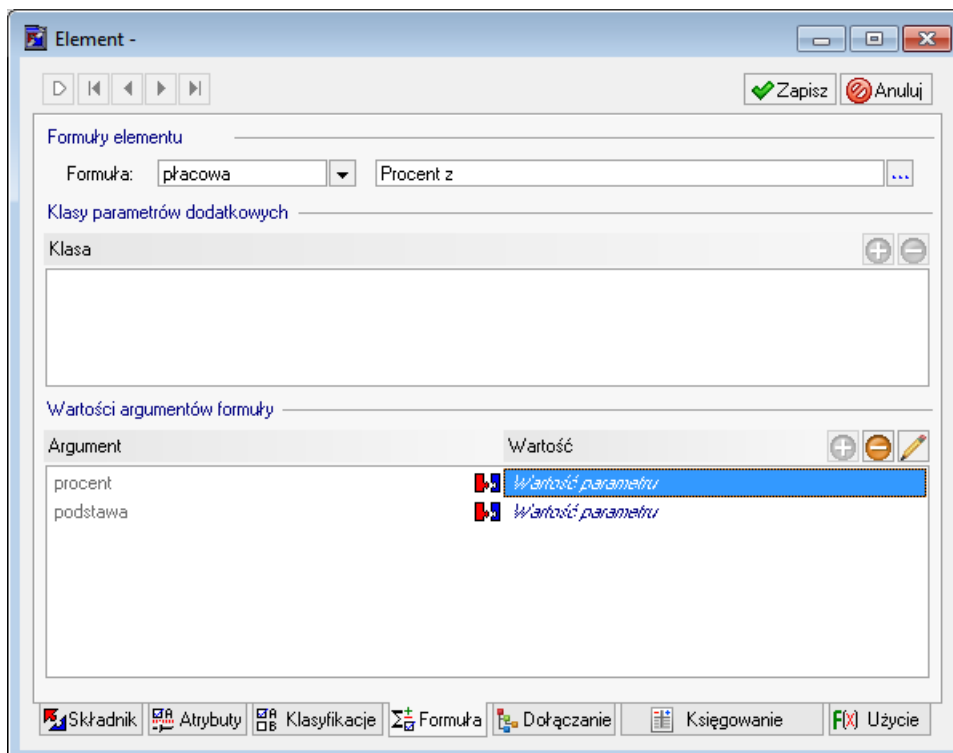 Element -
Zapisz Anuluj
Formuły elementu
Formuła: płacowa Procent z ...
Klasy parametrów dodatkowych
Klasa
Wartości argumentów formuły
Argument Wartość
procent Wartość parametru
podstawa Wartość parametru
Składnik Atrybuty Klasyfikacje Formuła Dołączanie Księgowanie F(X) Użycie